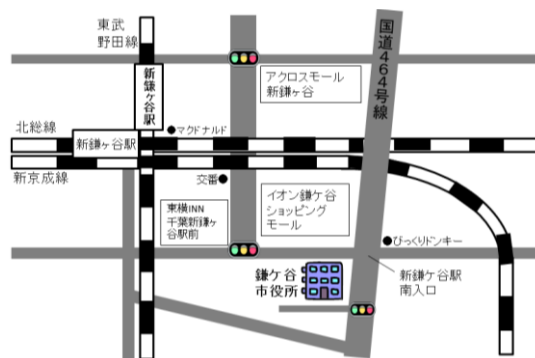 東武
野田線
新鎌ヶ谷駅
国道464号線
アクロスモール
新鎌ヶ谷
北総線
新鎌ヶ谷駅
マクドナルド
新京成線
交番
東横INN
千葉新鎌ヶ
谷駅前
イオン鎌ケ谷
ショッピング
モール
びっくりドンキー
鎌ケ谷
市役所
新鎌ケ谷駅
南入口